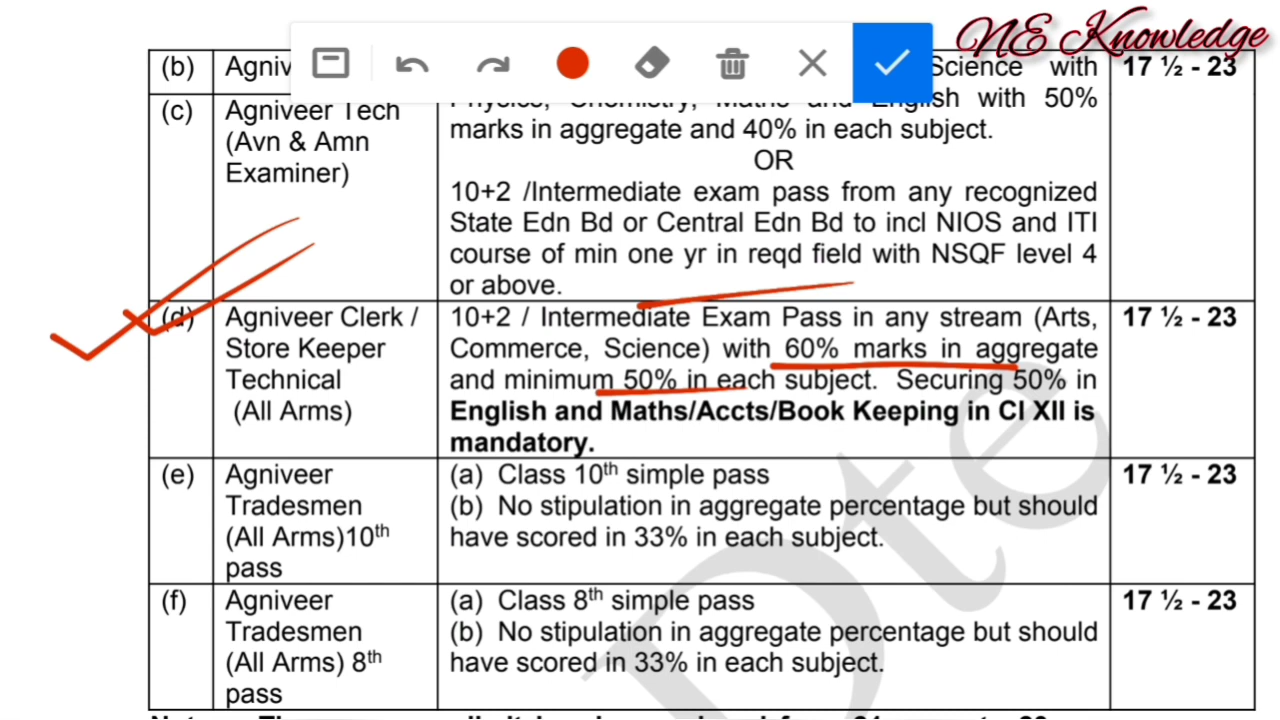 NE Knowledge
(b) Agniv Science with 17 ½ - 23
(c) Agniveer Tech Physics, Chemistry, Maths and English with 50%
(Avn & Amn marks in aggregate and 40% in each subject.
Examiner) OR
10+2 /Intermediate exam pass from any recognized
State Edn Bd or Central Edn Bd to incl NIOS and ITI
course of min one yr in reqd field with NSQF level 4
or above.
(d) Agniveer Clerk / 10+2 / Intermediate Exam Pass in any stream (Arts, 17 ½ - 23
Store Keeper Commerce, Science) with 60% marks in aggregate
Technical and minimum 50% in each subject. Securing 50% in
(All Arms) English and Maths/Accts/Book Keeping in Cl XII is
mandatory.
(e) Agniveer (a) Class 10th simple pass 17 ½ - 23
Tradesmen (b) No stipulation in aggregate percentage but should
(All Arms)10th have scored in 33% in each subject.
pass
(f) Agniveer (a) Class 8th simple pass 17 ½ - 23
Tradesmen (b) No stipulation in aggregate percentage but should
(All Arms) 8th have scored in 33% in each subject.
pass
Dte